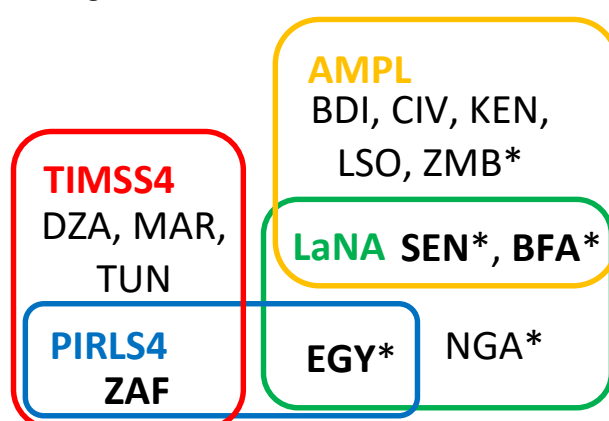 AMPL
BDI, CIV, KEN,
LSO, ZMB*
TIMSS4
DZA, MAR,
TUN
LaNA SEN*, BFA*
PIRLS4
ZAF
EGY*
NGA*